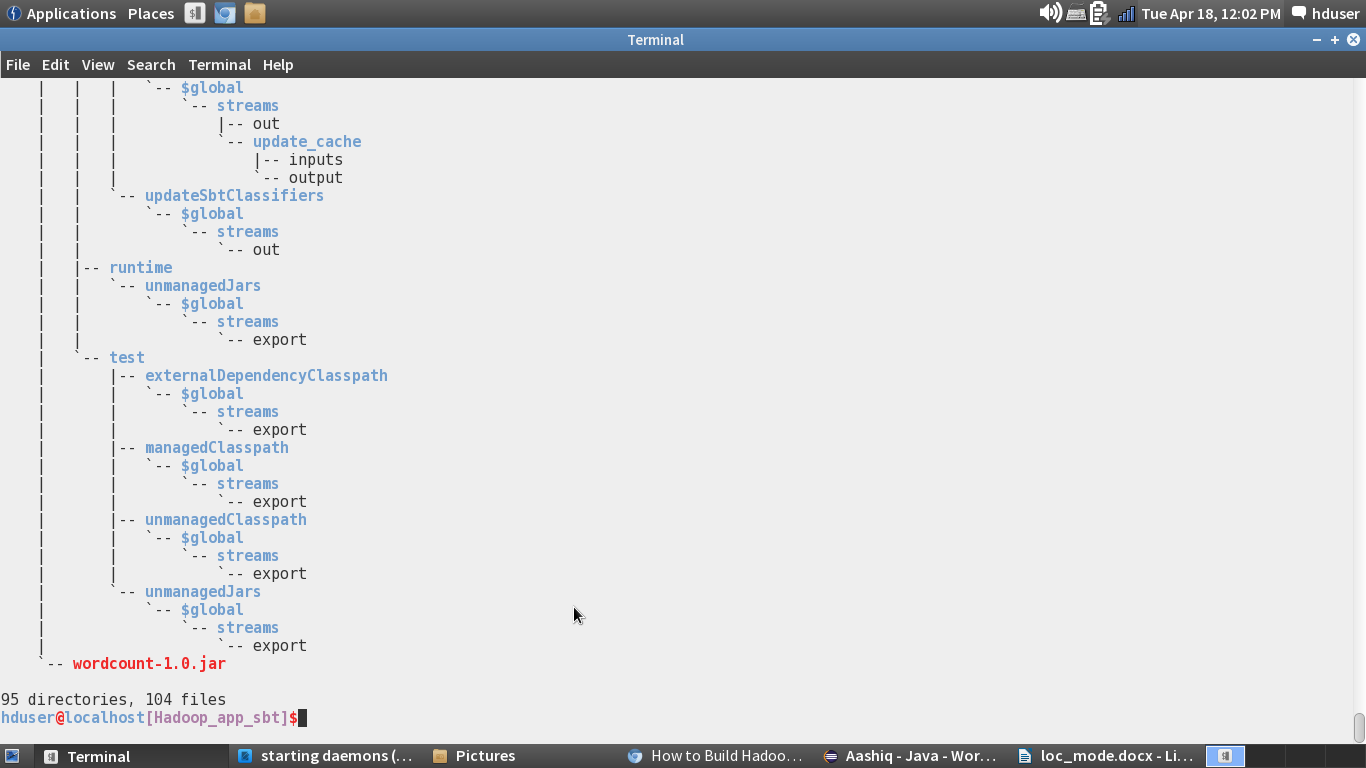 Applications Places Tue Apr 18, 12:02 PM hduser
Terminal
File Edit View Search Terminal Help
|   |   |   `-- $global
|   |   |       `-- streams
|   |   |           |-- out
|   |   |           `-- update_cache
|   |   |               |-- inputs
|   |   |               `-- output
|   |   `-- updateSbtClassifiers
|   |       `-- $global
|   |           `-- streams
|   |               `-- out
|   |-- runtime
|   |   `-- unmanagedJars
|   |       `-- $global
|   |           `-- streams
|   |               `-- export
|   `-- test
|       |-- externalDependencyClasspath
|       |   `-- $global
|       |       `-- streams
|       |           `-- export
|       |-- managedClasspath
|       |   `-- $global
|       |       `-- streams
|       |           `-- export
|       |-- unmanagedClasspath
|       |   `-- $global
|       |       `-- streams
|       |           `-- export
|       `-- unmanagedJars
|           `-- $global
|               `-- streams
|                   `-- export
`-- wordcount-1.0.jar
95 directories, 104 files
hduser@localhost[Hadoop_app_sbt]$
Terminal starting daemons (... Pictures How to Build Hadoo... Aashiq - Java - Wor... loc_mode.docx - Li...